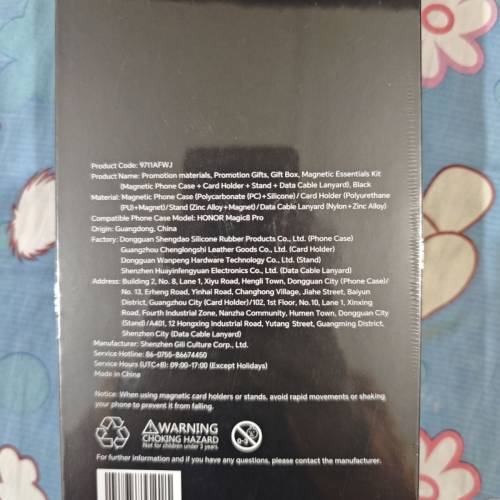 Product Code: 9711AFWJ
Product Name: Promotion materials, Promotion Gifts, Gift Box, Magnetic Essentials Kit
(Magnetic Phone Case + Card Holder + Stand + Data Cable Lanyard), Black
Material: Magnetic Phone Case (Polycarbonate (PC)+Silicone) / Card Holder (Polyurethane
(PU)+Magnet) / Stand (Zinc Alloy+Magnet) / Data Cable Lanyard (Nylon+Zinc Alloy)
Compatible Phone Case Model: HONOR Magic8 Pro
Origin: Guangdong, China
Factory: Dongguan Shengdao Silicone Rubber Products Co., Ltd. (Phone Case)
Guangzhou Chenglongshi Leather Goods Co., Ltd. (Card Holder)
Dongguan Wanpeng Hardware Technology Co., Ltd. (Stand)
Shenzhen Huayinfengyuan Electronics Co., Ltd. (Data Cable Lanyard)
Address: Building 2, No. 8, Lane 1, Xiyu Road, Hengli Town, Dongguan City (Phone Case)/
No. 13, Erheng Road, Yinhai Road, Changhong Village, Jiahe Street, Baiyun
District, Guangzhou City (Card Holder)/102, 1st Floor, No.10, Lane 1, Xinxing
Road, Fourth Industrial Zone, Nanzha Community, Humen Town, Dongguan City
(Stand)/A401, 12 Hongxing Industrial Road, Yutang Street, Guangming District,
Shenzhen City (Data Cable Lanyard)
Manufacturer: Shenzhen Gili Culture Corp., Ltd.
Service Hotline: 86-0755-86674450
Service Hours (UTC+8): 09:00-17:00 (Except Holidays)
Made in China
Notice: When using magnetic card holders or stands, avoid rapid movements or shaking
your phone to prevent it from falling.
WARNING
CHOKING HAZARD
Not for children under 3 years
0-3
For further information and if you have any questions, please contact the manufacturer.